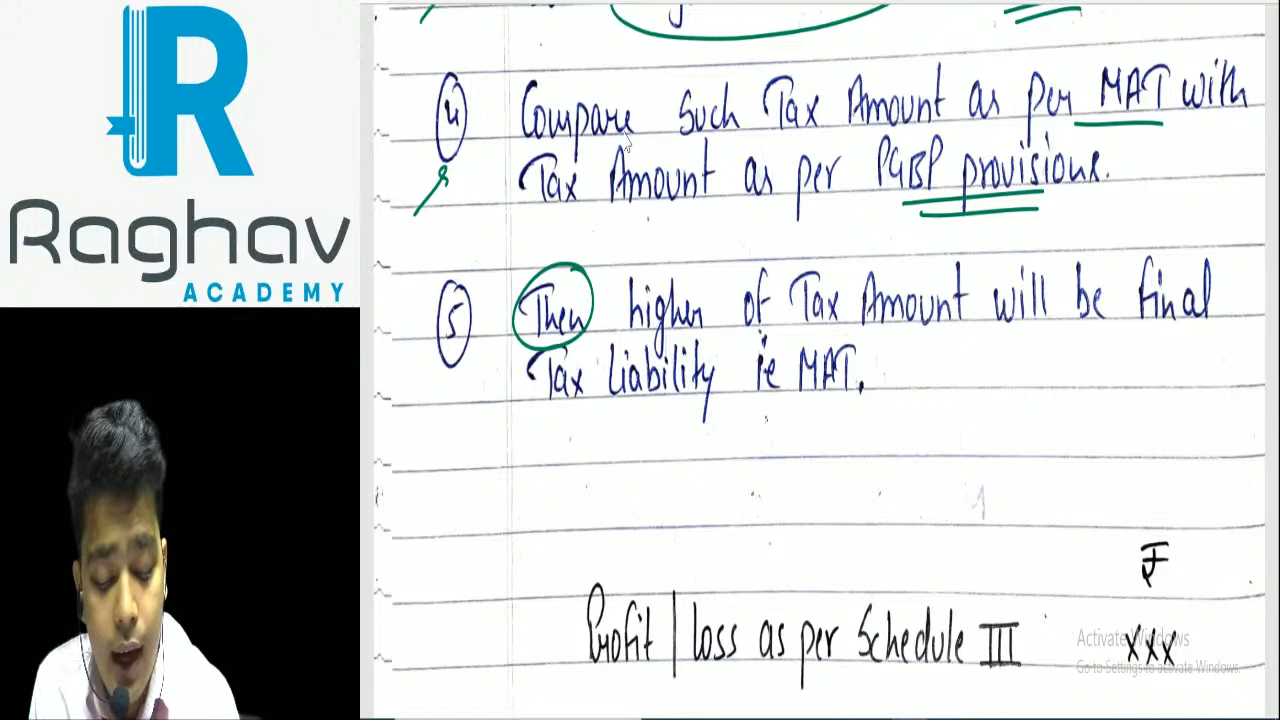 R
Raghav
ACADEMY
4 Compare Such Tax Amount as per MAT with
Tax Amount as per PGBP provisions.
5 Then higher of Tax Amount will be final
Tax liability ie MAT.
₹
Profit | loss as per Schedule III XXX
Activate Windows
Go to Settings to activate Windows.